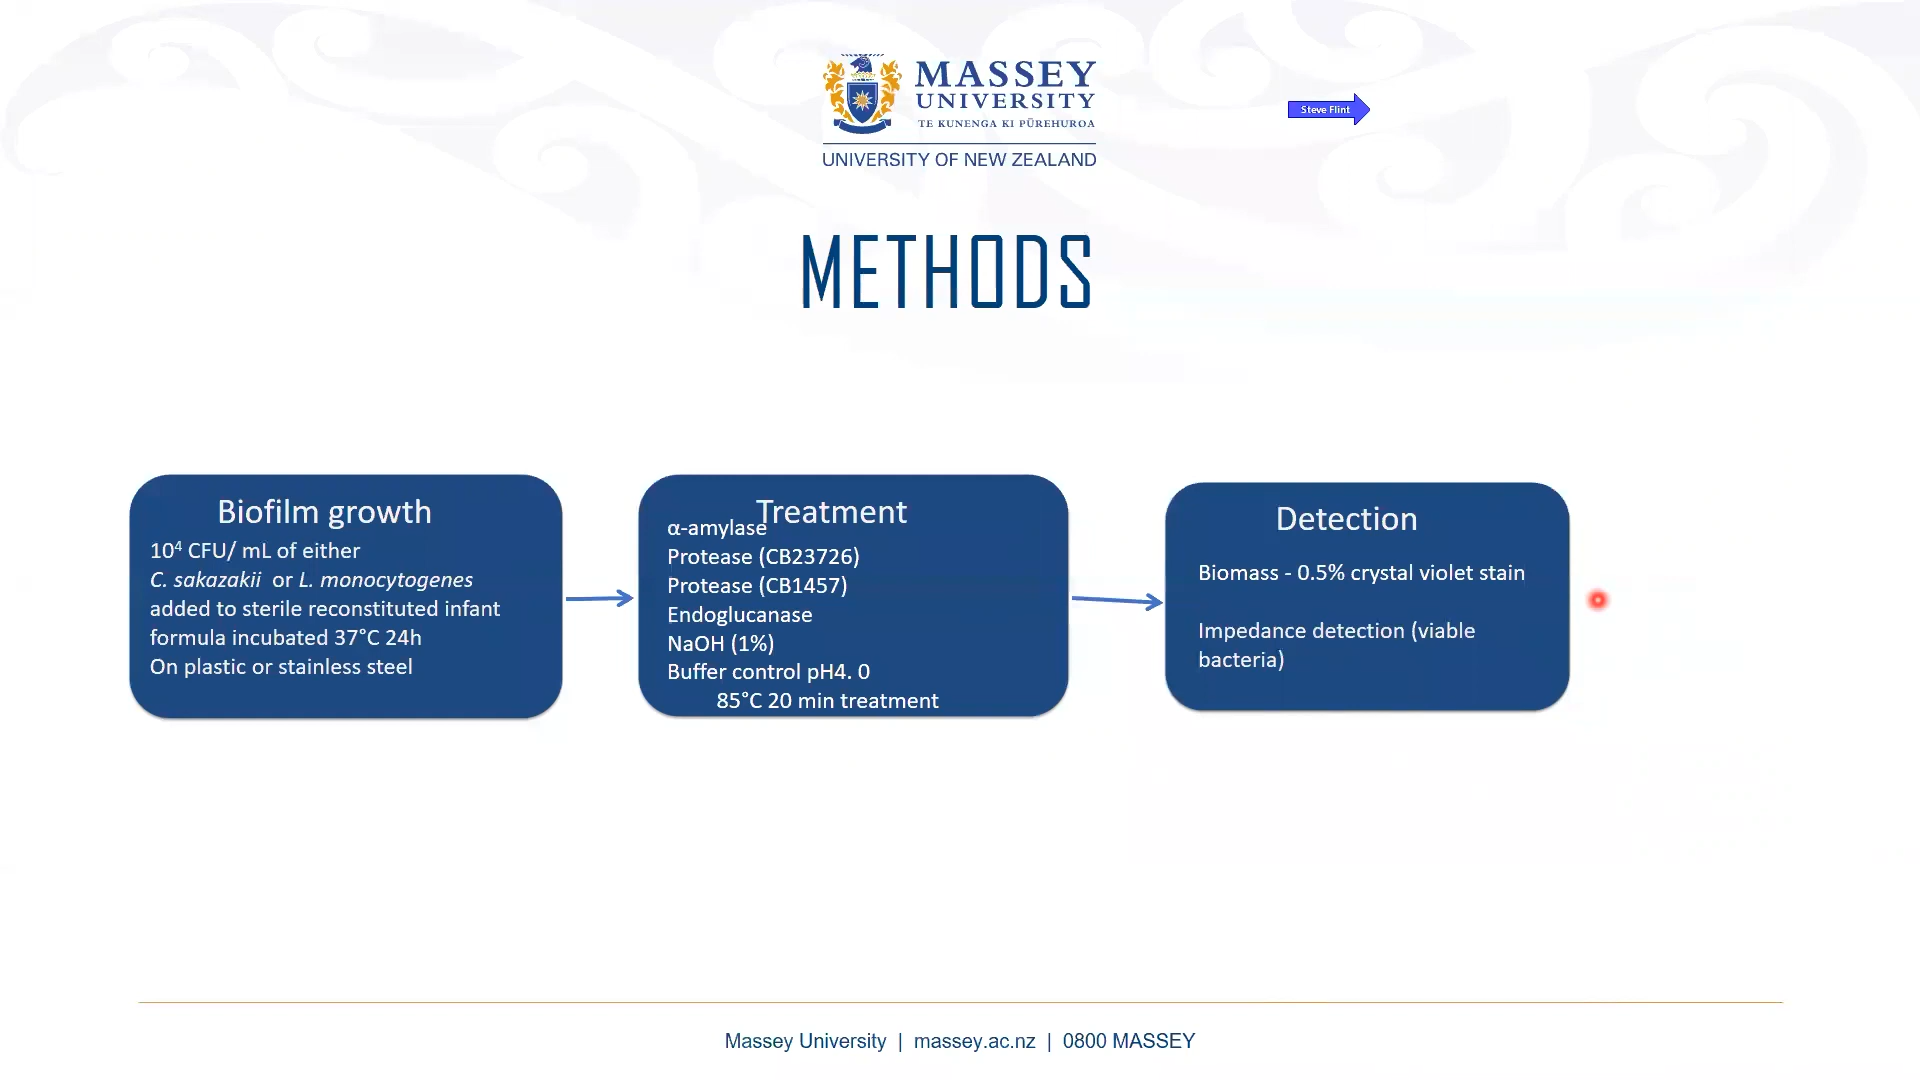 MASSEY
UNIVERSITY
TE KUNENGA KI PŪREHUROA
UNIVERSITY OF NEW ZEALAND
Steve Flint
METHODS
Biofilm growth
10⁴ CFU/ mL of either
C. sakazakii or L. monocytogenes
added to sterile reconstituted infant
formula incubated 37°C 24h
On plastic or stainless steel
Treatment
α-amylase
Protease (CB23726)
Protease (CB1457)
Endoglucanase
NaOH (1%)
Buffer control pH4. 0
85°C 20 min treatment
Detection
Biomass - 0.5% crystal violet stain
Impedance detection (viable
bacteria)
Massey University | massey.ac.nz | 0800 MASSEY